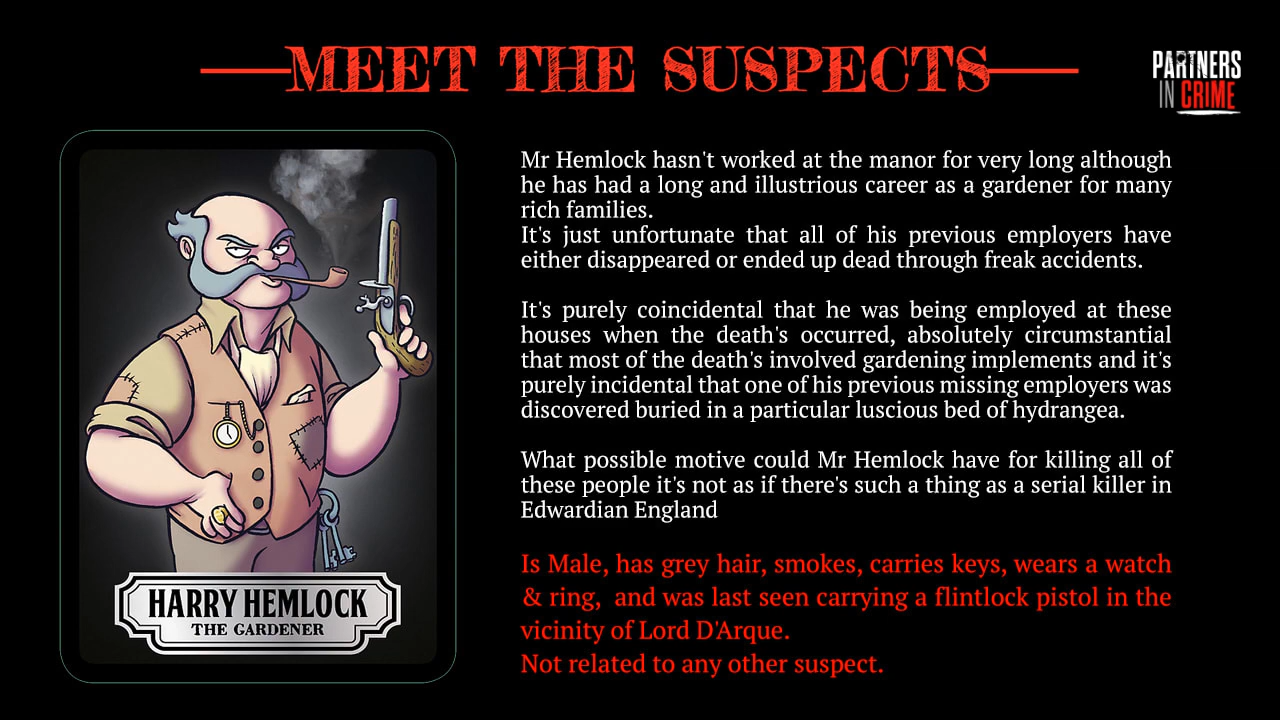 MEET THE SUSPECTS
PARTNERS
IN CRIME
Mr Hemlock hasn't worked at the manor for very long although
he has had a long and illustrious career as a gardener for many
rich families.
It's just unfortunate that all of his previous employers have
either disappeared or ended up dead through freak accidents.
It's purely coincidental that he was being employed at these
houses when the death's occurred, absolutely circumstantial
that most of the death's involved gardening implements and it's
purely incidental that one of his previous missing employers was
discovered buried in a particular luscious bed of hydrangea.
What possible motive could Mr Hemlock have for killing all of
these people it's not as if there's such a thing as a serial killer in
Edwardian England
Is Male, has grey hair, smokes, carries keys, wears a watch
& ring, and was last seen carrying a flintlock pistol in the
vicinity of Lord D'Arque.
Not related to any other suspect.
HARRY HEMLOCK
THE GARDENER